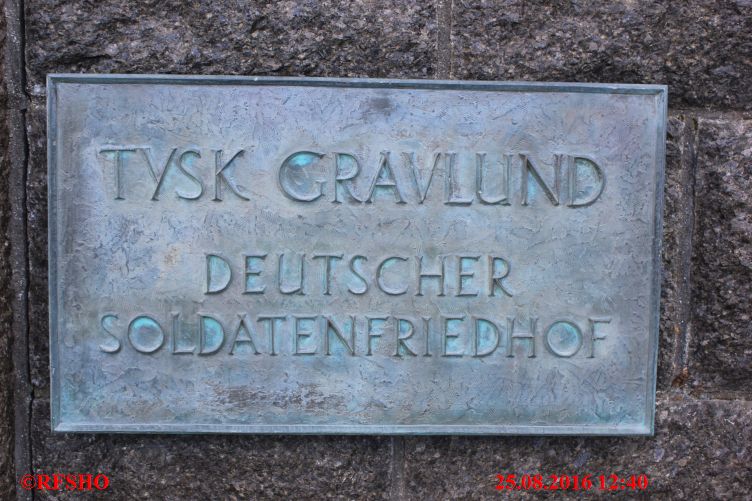 TYSK GRAVLUND
DEUTSCHER
SOLDATENFRIEDHOF
©RFSHO 25.08.2016 12:40